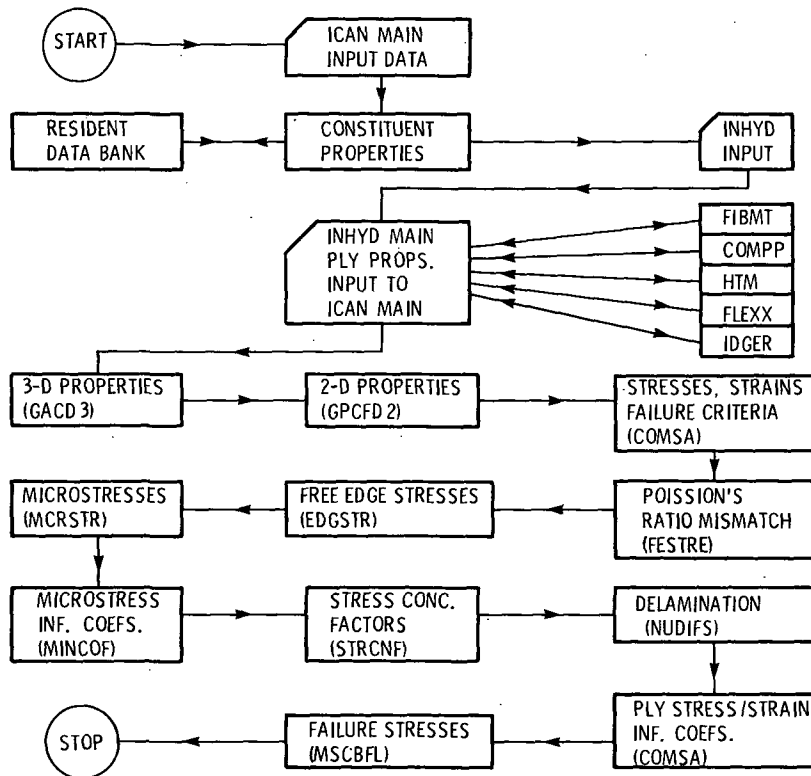 START
ICAN MAIN
INPUT DATA
RESIDENT
DATA BANK
CONSTITUENT
PROPERTIES
INHYD
INPUT
INHYD MAIN
PLY PROPS.
INPUT TO
ICAN MAIN
FIBMT
COMPP
HTM
FLEXX
IDGER
3-D PROPERTIES
(GACD 3)
2-D PROPERTIES
(GPCFD 2)
STRESSES, STRAINS
FAILURE CRITERIA
(COMSA)
MICROSTRESSES
(MCRSTR)
FREE EDGE STRESSES
(EDGSTR)
POISSION'S
RATIO MISMATCH
(FESTRE)
MICROSTRESS
INF. COEFS.
(MINCOF)
STRESS CONC.
FACTORS
(STRCNF)
DELAMINATION
(NUDIFS)
STOP
FAILURE STRESSES
(MSCBFL)
PLY STRESS/STRAIN
INF. COEFS.
(COMSA)